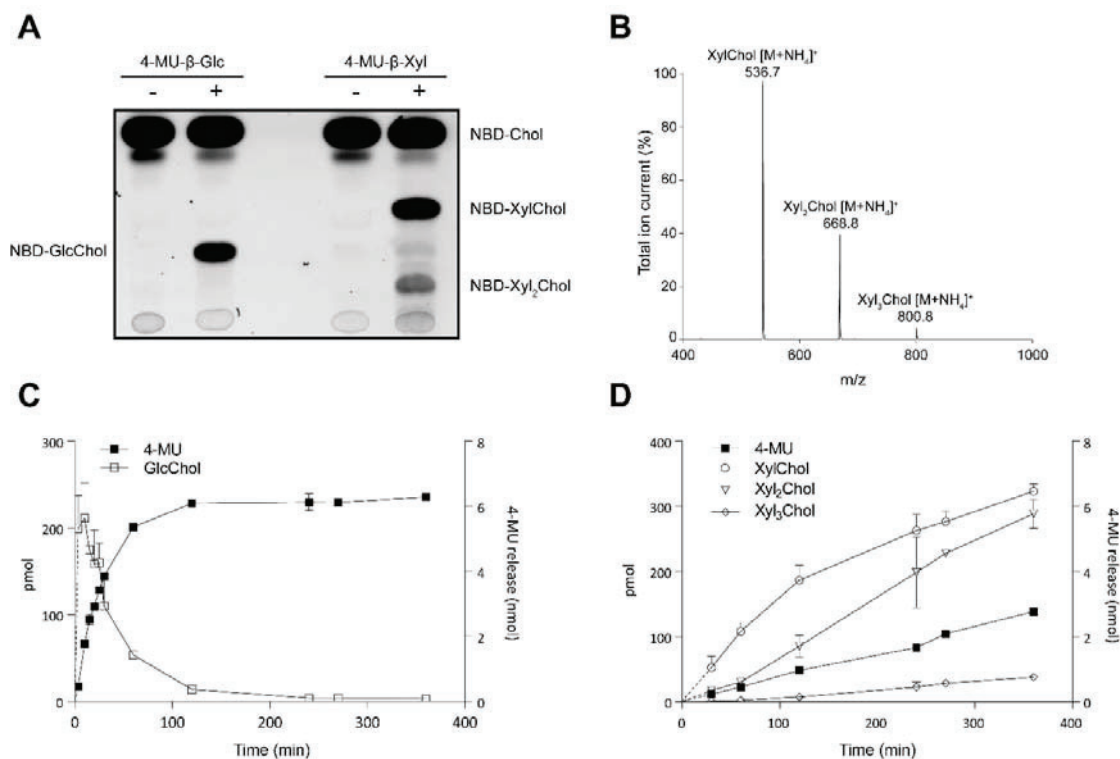 A
4-MU-β-Glc
4-MU-β-Xyl
-
+
-
+
NBD-Chol
NBD-XylChol
NBD-GlcChol
NBD-Xyl₂Chol
B
XylChol [M+NH₄]⁺
536.7
Xyl₂Chol [M+NH₄]⁺
668.8
Xyl₃Chol [M+NH₄]⁺
800.8
Total ion current (%)
100
80
60
40
20
0
400
600
800
1000
m/z
C
4-MU
GlcChol
pmol
300
200
100
0
8
6
4
2
0
4-MU release (nmol)
0
100
200
300
400
Time (min)
D
4-MU
XylChol
Xyl₂Chol
Xyl₃Chol
pmol
400
300
200
100
0
8
6
4
2
0
4-MU release (nmol)
0
100
200
300
400
Time (min)